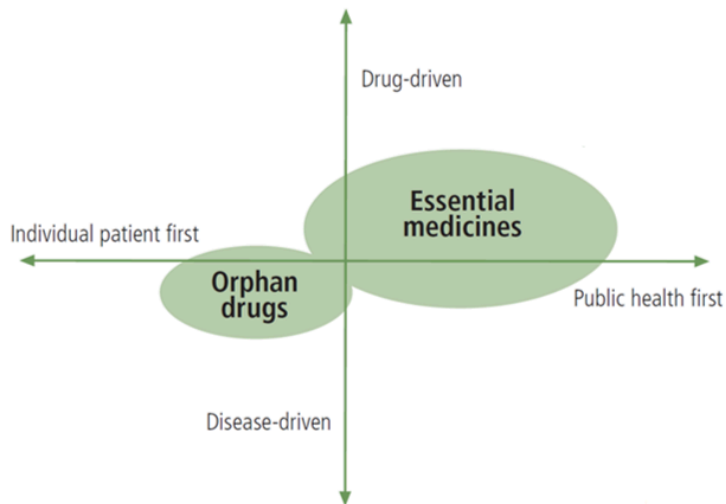 Drug-driven
Essential
medicines
Individual patient first
Orphan
drugs
Public health first
Disease-driven